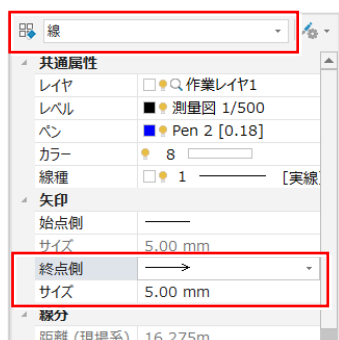 線
共通属性
レイヤ 作業レイヤ1
レベル 測量図 1/500
ペン Pen 2 [0.18]
カラー 8
線種 1 [実線
矢印
始点側
サイズ 5.00 mm
終点側
サイズ 5.00 mm
線分
距離 (現場系) 16.275m